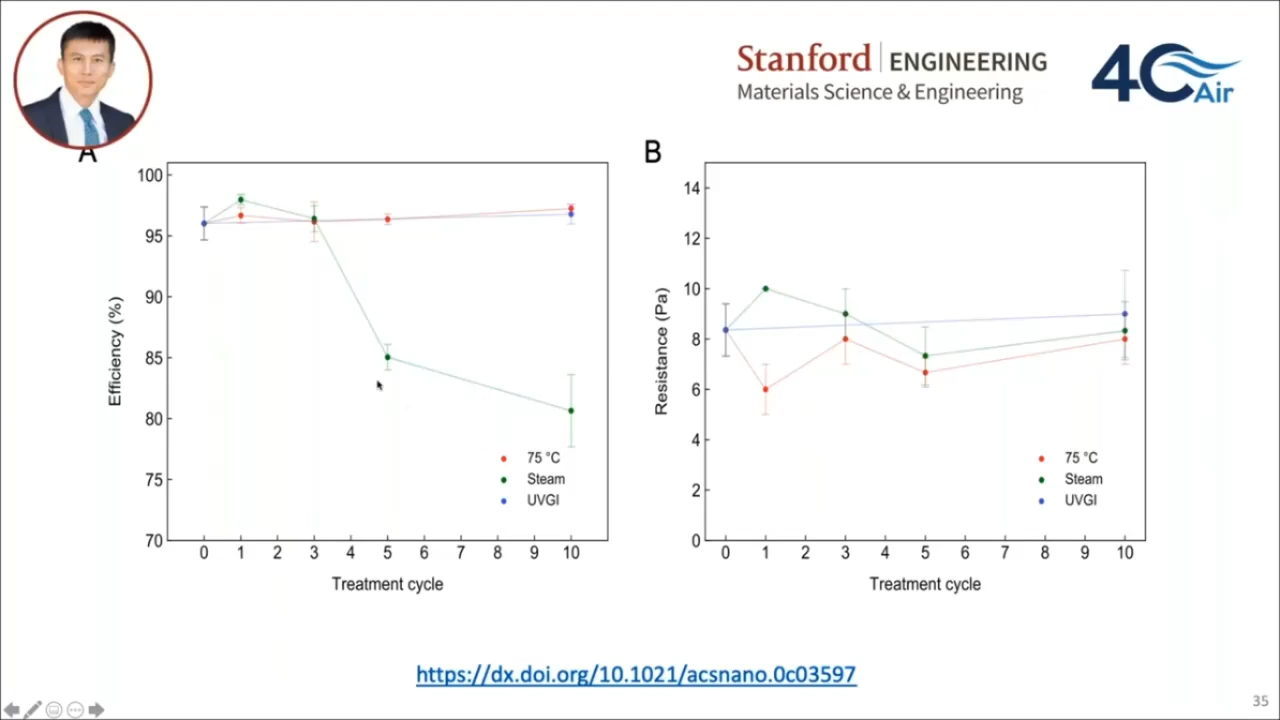 Stanford ENGINEERING
Materials Science & Engineering
4C Air
A
100
95
90
85
80
75
70
Efficiency (%)
0 1 2 3 4 5 6 7 8 9 10
Treatment cycle
75 °C
Steam
UVGI
B
14
12
10
8
6
4
2
0
Resistance (Pa)
0 1 2 3 4 5 6 7 8 9 10
Treatment cycle
75 °C
Steam
UVGI
https://dx.doi.org/10.1021/acsnano.0c03597
35